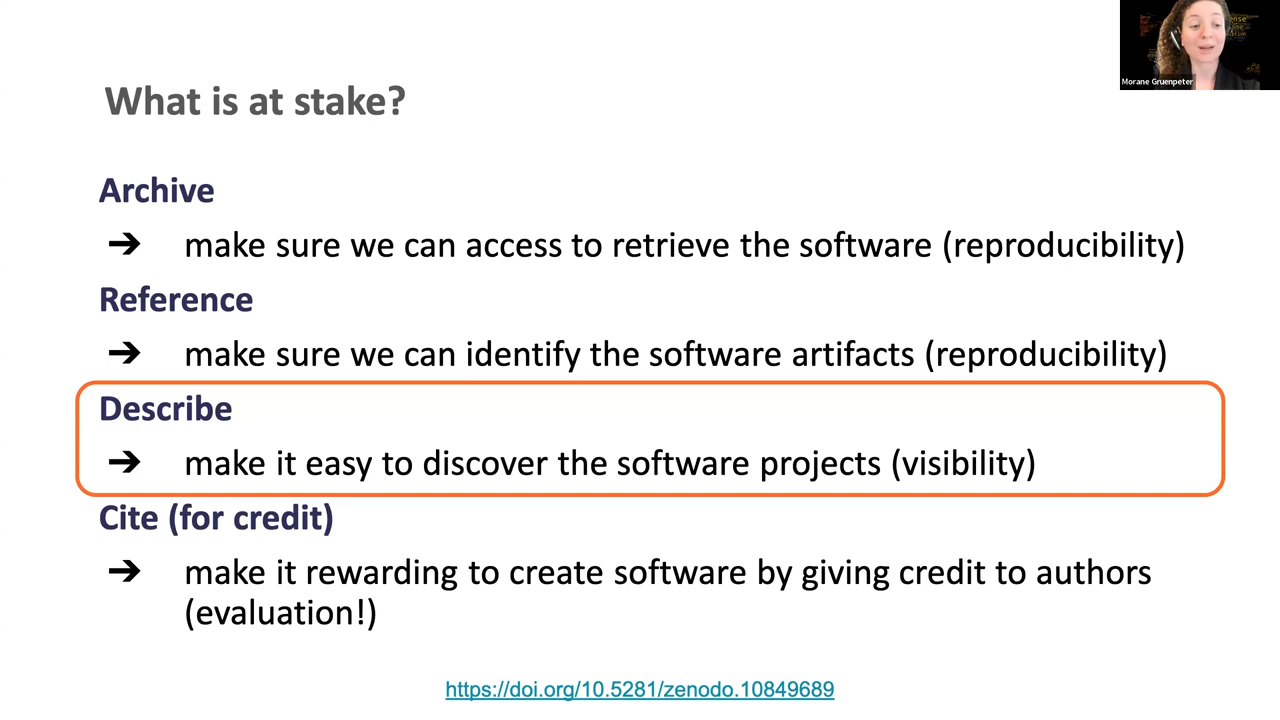 What is at stake?
Morane Gruenpeter
Archive
➔ make sure we can access to retrieve the software (reproducibility)
Reference
➔ make sure we can identify the software artifacts (reproducibility)
Describe
➔ make it easy to discover the software projects (visibility)
Cite (for credit)
➔ make it rewarding to create software by giving credit to authors
(evaluation!)
https://doi.org/10.5281/zenodo.10849689